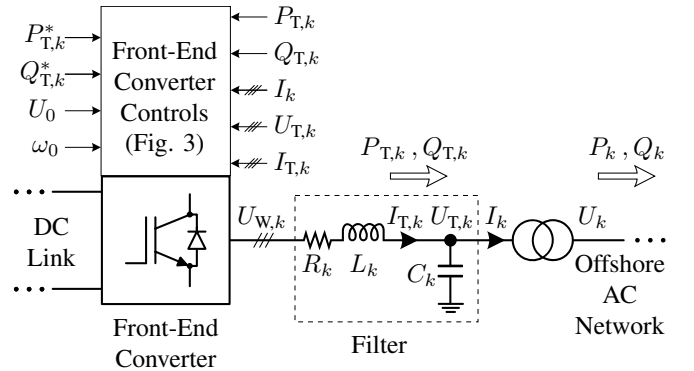 P*T,k
Q*T,k
U0
ω0
Front-End
Converter
Controls
(Fig. 3)
PT,k
QT,k
Ik
UT,k
IT,k
PT,k , QT,k
Pk , Qk
DC
Link
UW,k
Rk
Lk
IT,k
UT,k
Ck
Ik
Uk
Offshore
AC
Network
Front-End
Converter
Filter